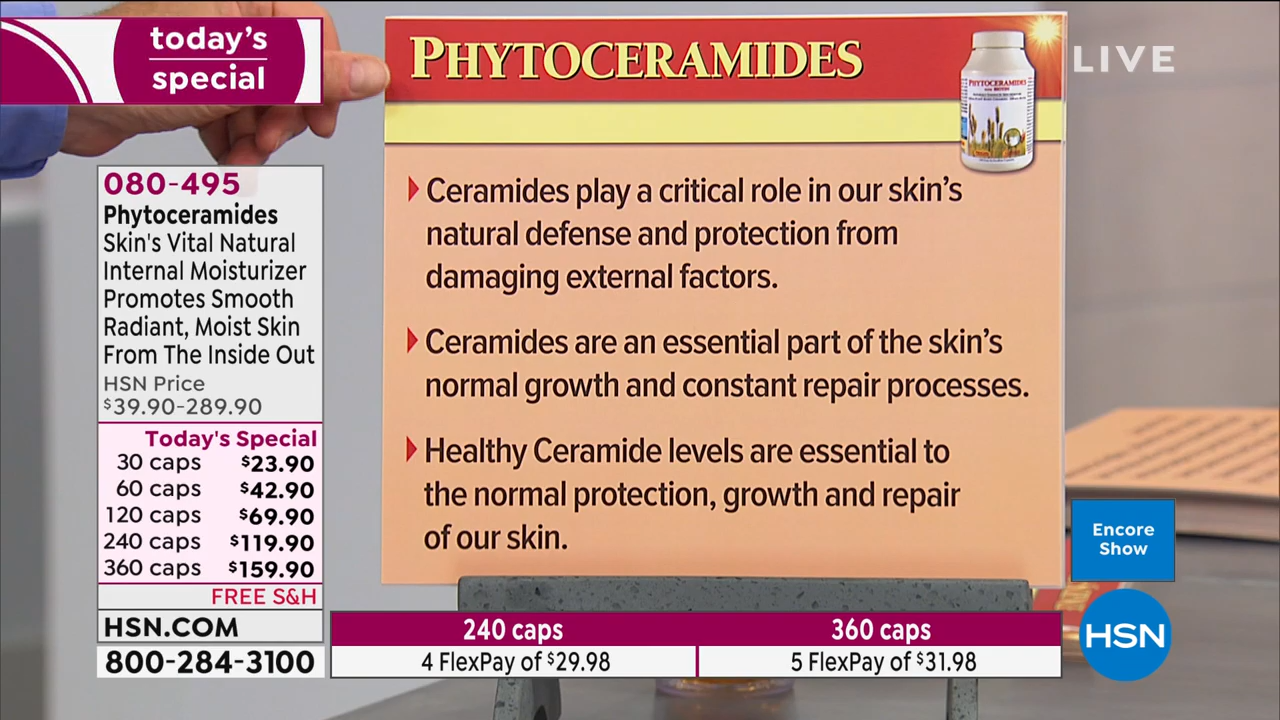 today's
special
PHYTOCERAMIDES
LIVE
PHYTOCERAMIDES
Ceramides play a critical role in our skin's
natural defense and protection from
damaging external factors.
Ceramides are an essential part of the skin's
normal growth and constant repair processes.
Healthy Ceramide levels are essential to
the normal protection, growth and repair
of our skin.
080-495
Phytoceramides
Skin's Vital Natural
Internal Moisturizer
Promotes Smooth
Radiant, Moist Skin
From The Inside Out
HSN Price
$39.90-289.90
Today's Special
30 caps $23.90
60 caps $42.90
120 caps $69.90
240 caps $119.90
360 caps $159.90
FREE S&H
HSN.COM
800-284-3100
240 caps 360 caps
4 FlexPay of $29.98 5 FlexPay of $31.98
Encore
Show
HSN